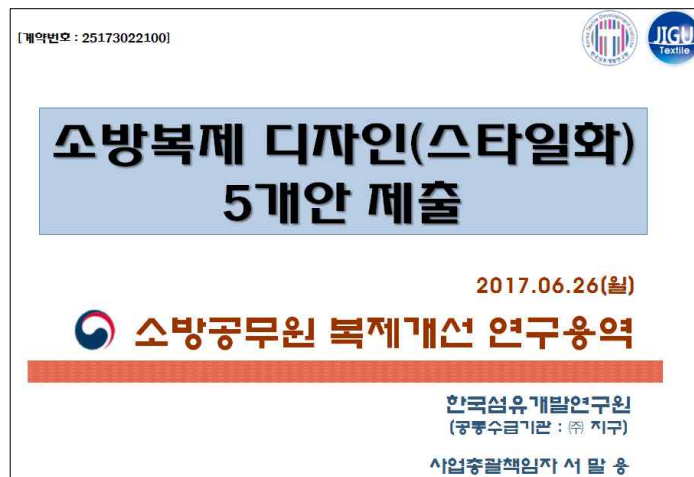 [계약번호 : 25173022100]
JIGU
Textile
소방복제 디자인(스타일화)
5개안 제출
2017.06.26(월)
소방공무원 복제개선 연구용역
한국섬유개발연구원
(공동수급기관 : ㈜ 지구)
사업총괄책임자 서 말 용